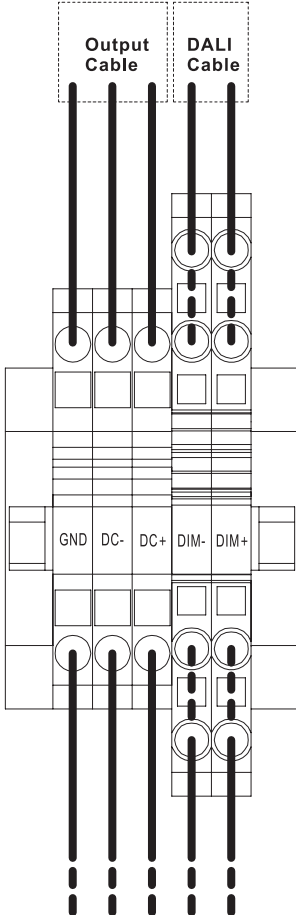 Output
Cable
DALI
Cable
GND DC- DC+ DIM- DIM+